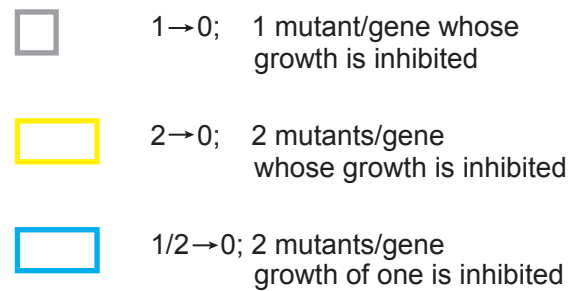 1→0; 1 mutant/gene whose
growth is inhibited
2→0; 2 mutants/gene
whose growth is inhibited
1/2→0; 2 mutants/gene
growth of one is inhibited